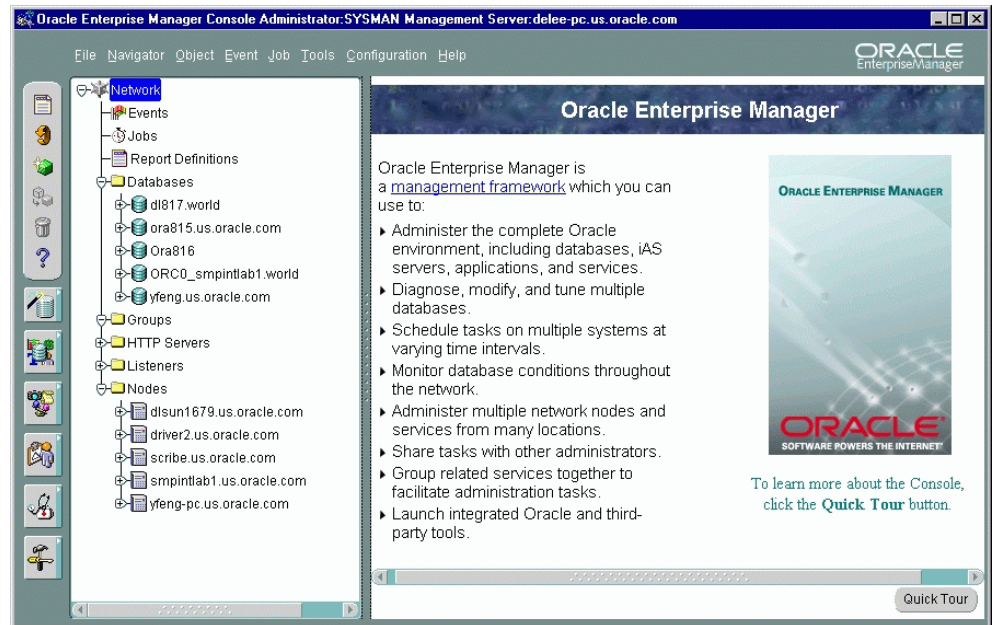 Oracle Enterprise Manager Console Administrator:SYSMAN Management Server:delee-pc.us.oracle.com
File Navigator Object Event Job Tools Configuration Help
ORACLE
EnterpriseManager
Network
Events
Jobs
Report Definitions
Databases
dl817.world
ora815.us.oracle.com
Ora816
ORC0_smpintlab1.world
yfeng.us.oracle.com
Groups
HTTP Servers
Listeners
Nodes
dlsun1679.us.oracle.com
driver2.us.oracle.com
scribe.us.oracle.com
smpintlab1.us.oracle.com
yfeng-pc.us.oracle.com
Oracle Enterprise Manager
Oracle Enterprise Manager is
a management framework which you can
use to:
Administer the complete Oracle
environment, including databases, iAS
servers, applications, and services.
Diagnose, modify, and tune multiple
databases.
Schedule tasks on multiple systems at
varying time intervals.
Monitor database conditions throughout
the network.
Administer multiple network nodes and
services from many locations.
Share tasks with other administrators.
Group related services together to
facilitate administration tasks.
Launch integrated Oracle and third-
party tools.
ORACLE ENTERPRISE MANAGER
ORACLE
SOFTWARE POWERS THE INTERNET
To learn more about the Console,
click the Quick Tour button.
Quick Tour